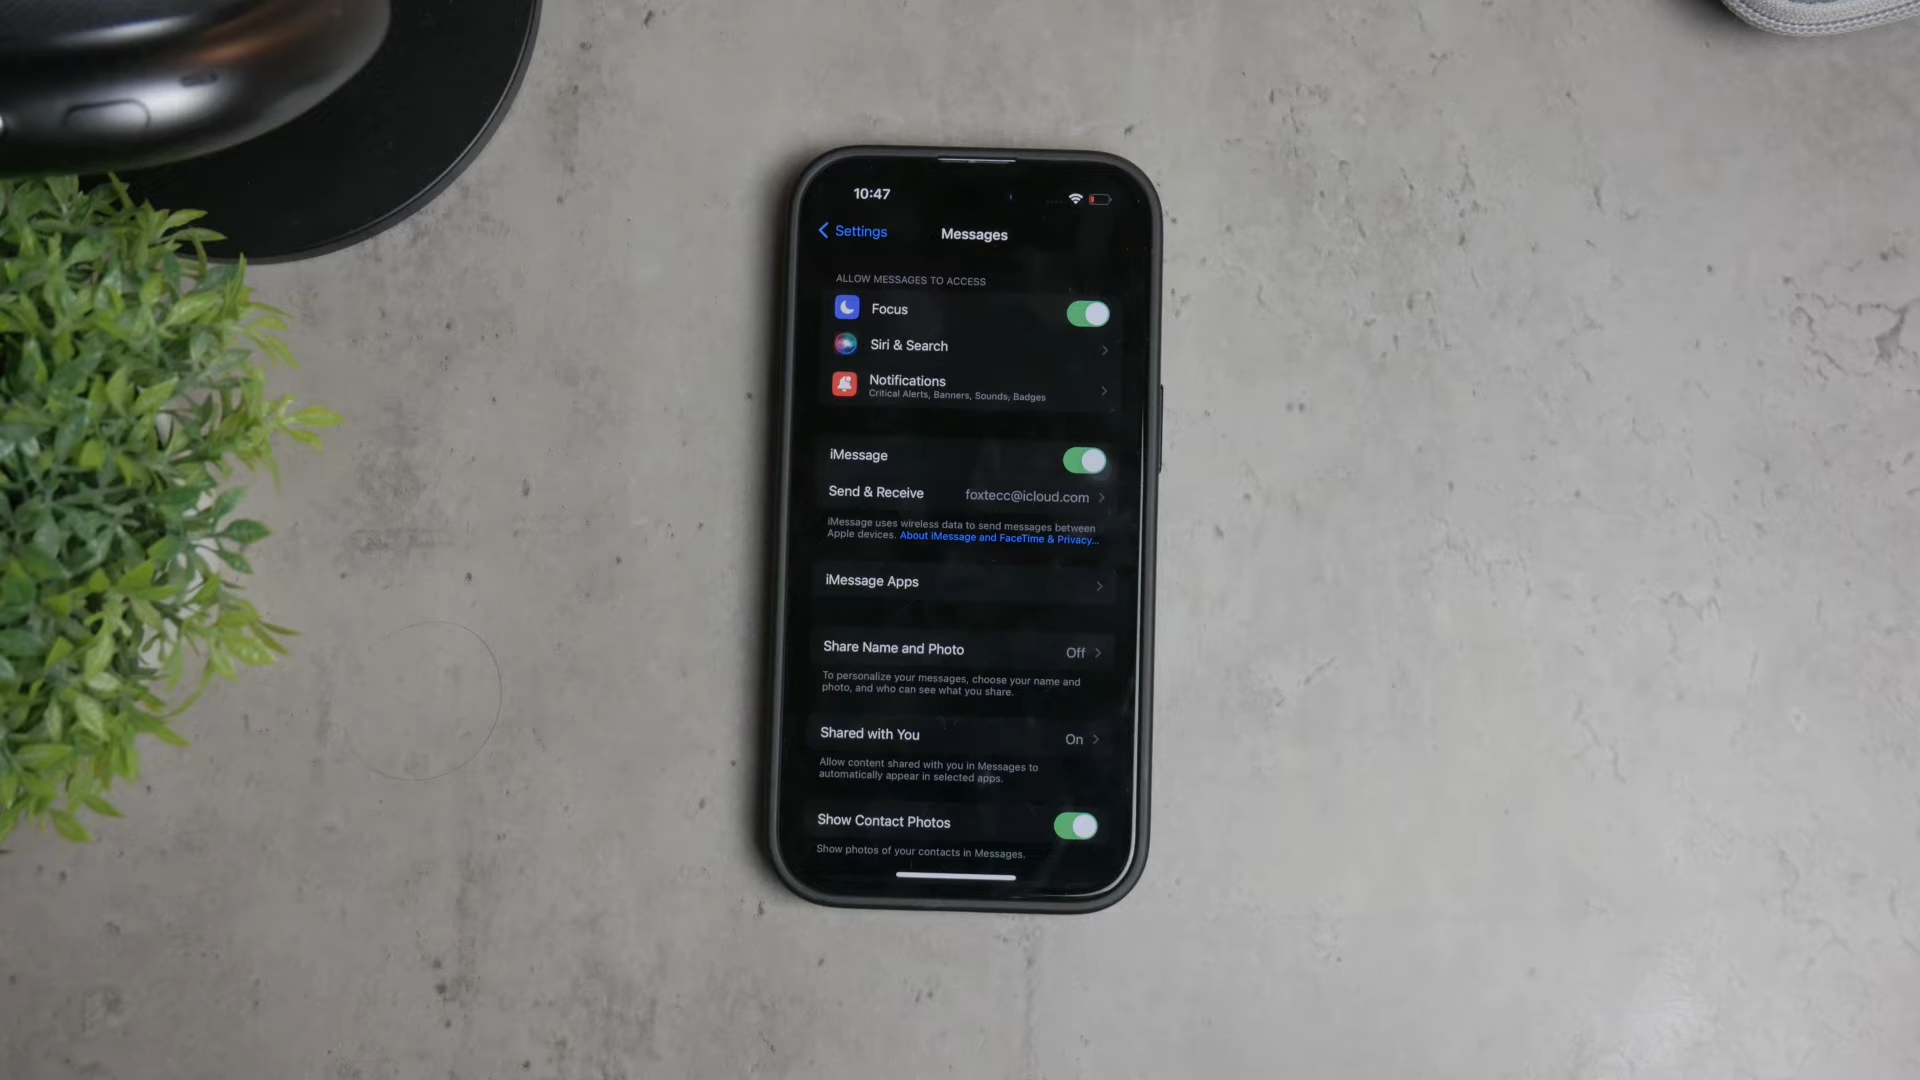 10:47
Settings
Messages
ALLOW MESSAGES TO ACCESS
Focus
Siri & Search
Notifications
Critical Alerts, Banners, Sounds, Badges
iMessage
Send & Receive foxtecc@icloud.com
iMessage uses wireless data to send messages between
Apple devices. About iMessage and FaceTime & Privacy...
iMessage Apps
Share Name and Photo Off
To personalize your messages, choose your name and
photo, and who can see what you share.
Shared with You On
Allow content shared with you in Messages to
automatically appear in selected apps.
Show Contact Photos
Show photos of your contacts in Messages.